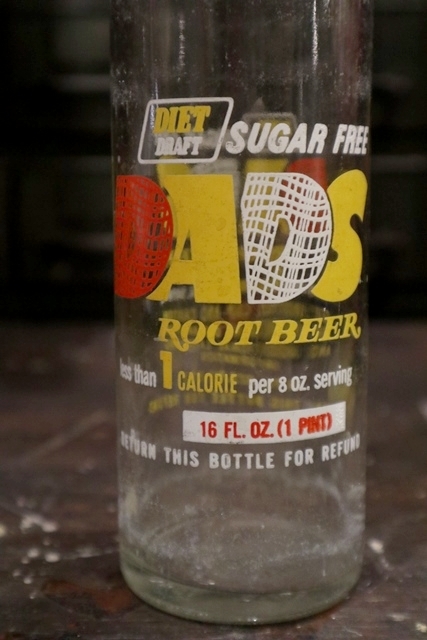 DIET
DRAFT
SUGAR FREE
DADS
ROOT BEER
less than 1 CALORIE per 8 oz. serving
16 FL. OZ. (1 PINT)
RETURN THIS BOTTLE FOR REFUND